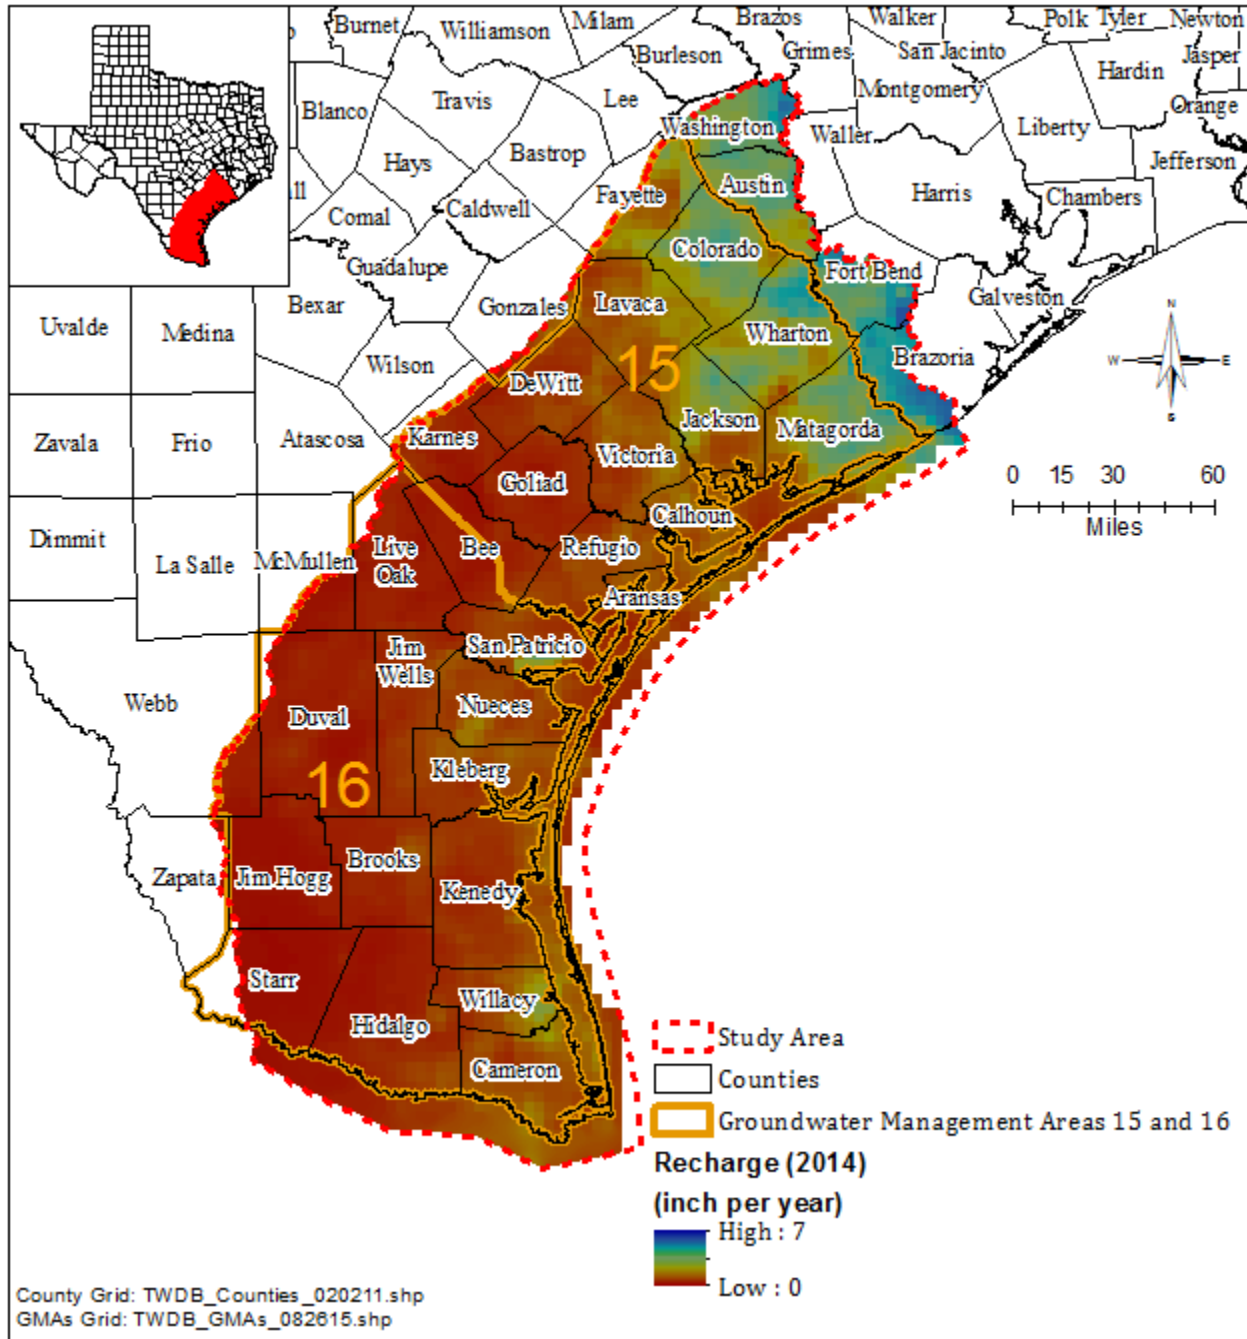 Burnet
Williamson
Milam
Brazos
Walker
Polk
Tyler
Newton
Burleson
Grimes
San Jacinto
Jasper
Hardin
Blanco
Travis
Lee
Montgomery
Orange
Washington
Waller
Liberty
Hays
Bastrop
Jefferson
Austin
Harris
Chambers
Fayette
Comal
Caldwell
Colorado
Guadalupe
Fort Bend
Galveston
Bexar
Gonzales
Lavaca
N
Uvalde
Medina
Wharton
Wilson
15
Brazoria
W
E
DeWitt
S
Jackson
Matagorda
Zavala
Frio
Atascosa
Karnes
Victoria
0 15 30 60
Miles
Goliad
Calhoun
Dimmit
La Salle
McMullen
Live
Oak
Bee
Refugio
Aransas
San Patricio
Jim
Wells
Webb
Duval
Nueces
16
Kleberg
Zapata
Jim Hogg
Brooks
Kenedy
Starr
Willacy
Hidalgo
Cameron
Study Area
Counties
Groundwater Management Areas 15 and 16
Recharge (2014)
(inch per year)
High : 7
Low : 0
County Grid: TWDB_Counties_020211.shp
GMAs Grid: TWDB_GMAs_082615.shp